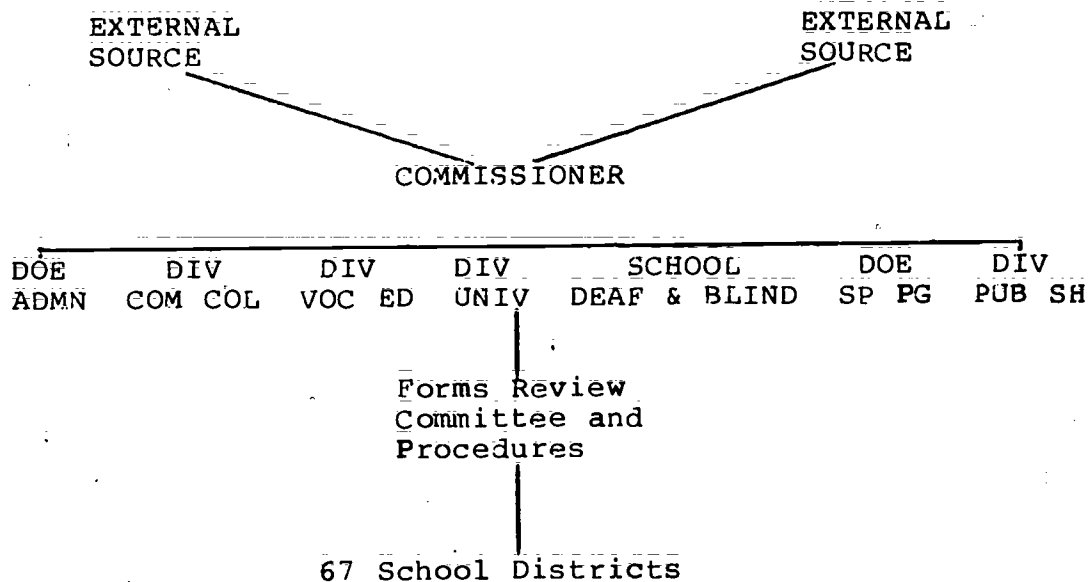 EXTERNAL SOURCE
EXTERNAL SOURCE
COMMISSIONER
DOE DIV DIV DIV SCHOOL DOE DIV
ADMN COM COL VOC ED UNIV DEAF & BLIND SP PG PUB SH
Forms Review
Committee and
Procedures
67 School Districts